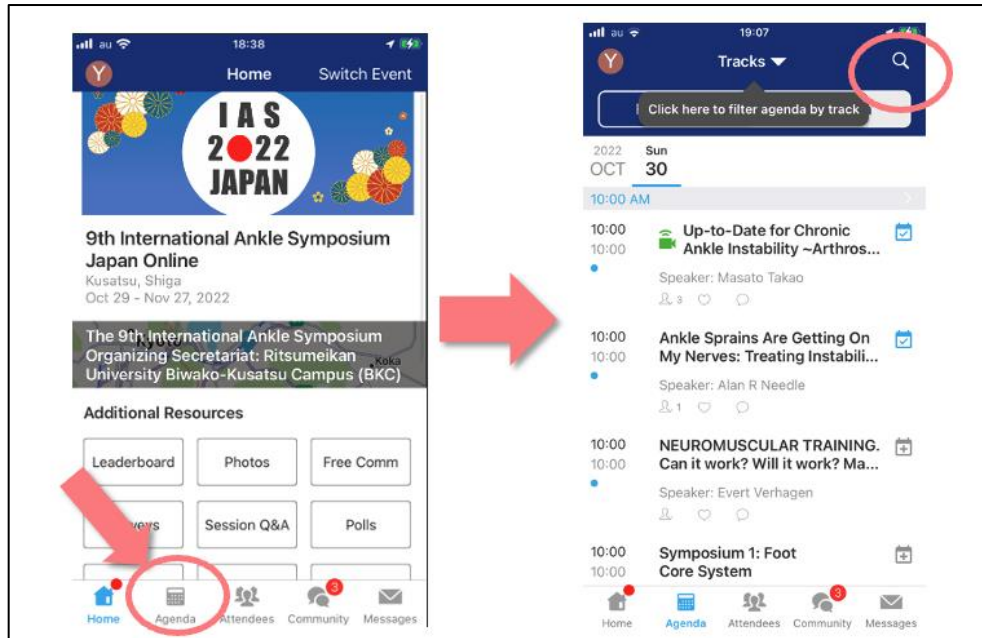 au
18:38
Y
Home
Switch Event
IAS
2022
JAPAN
9th International Ankle Symposium
Japan Online
Kusatsu, Shiga
Oct 29 - Nov 27, 2022
The 9th International Ankle Symposium
Organizing Secretariat: Ritsumeikan
University Biwako-Kusatsu Campus (BKC)
Kyoto
Koka
Additional Resources
Leaderboard
Photos
Free Comm
Session Q&A
Polls
3
Home
Agenda
Attendees
Community
Messages
au
19:07
Y
Tracks
Click here to filter agenda by track
2022
OCT
Sun
30
10:00 AM
10:00
10:00
Up-to-Date for Chronic
Ankle Instability ~Arthros...
Speaker: Masato Takao
3
10:00
10:00
Ankle Sprains Are Getting On
My Nerves: Treating Instabili...
Speaker: Alan R Needle
1
10:00
10:00
NEUROMUSCULAR TRAINING.
Can it work? Will it work? Ma...
Speaker: Evert Verhagen
10:00
10:00
Symposium 1: Foot
Core System
3
Home
Agenda
Attendees
Community
Messages